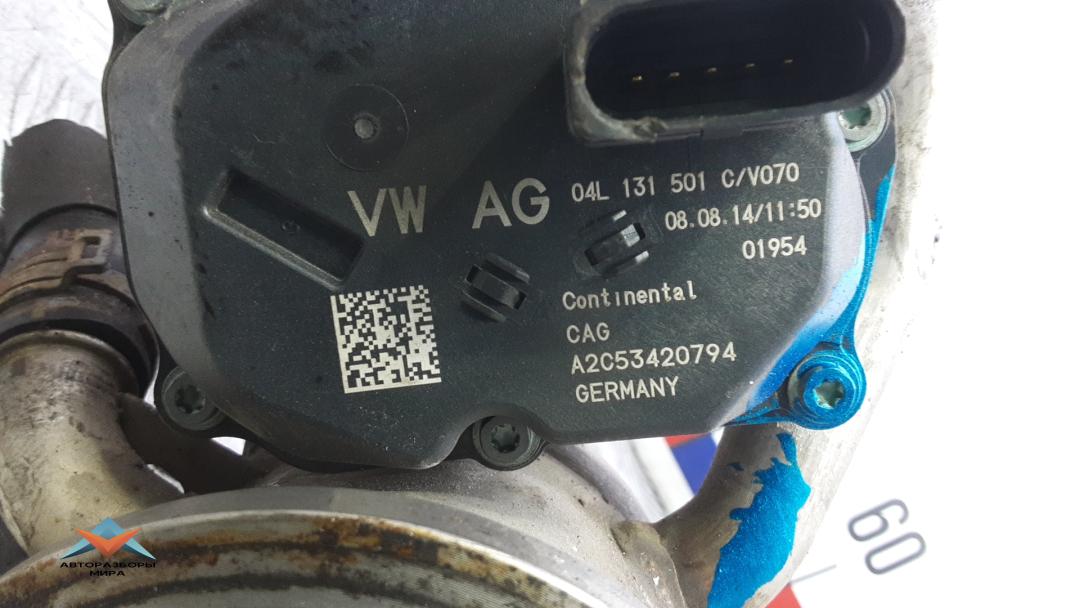 VW AG 04L 131 501 C/V070
08.08.14/11:50
01954
Continental
CAG
A2C53420794
GERMANY
60
АВТОРАЗБОРЫ
МИРА